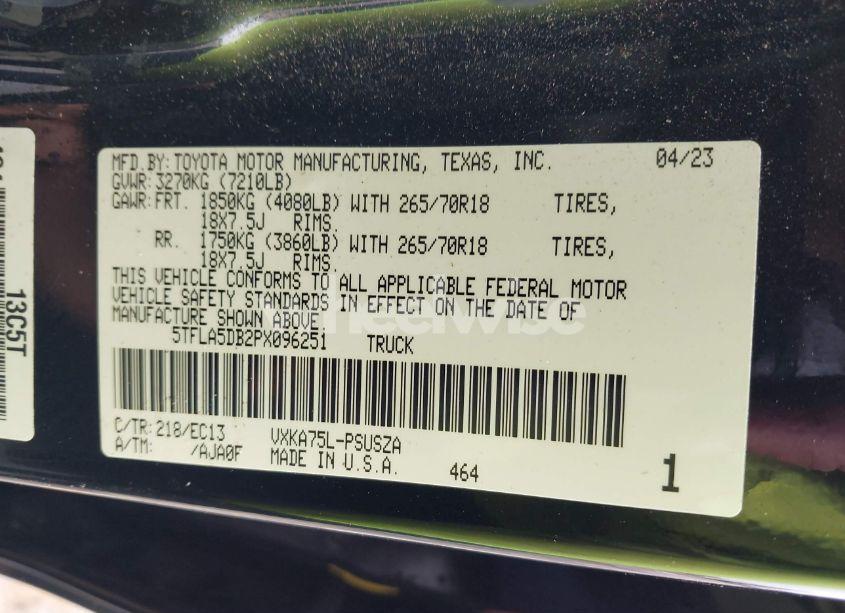 MFD.BY: TOYOTA MOTOR MANUFACTURING, TEXAS, INC. 04/23
GVWR: 3270KG (7210LB)
GAWR: FRT. 1850KG (4080LB) WITH 265/70R18 TIRES,
18X7.5J RIMS.
RR. 1750KG (3860LB) WITH 265/70R18 TIRES,
18X7.5J RIMS.
THIS VEHICLE CONFORMS TO ALL APPLICABLE FEDERAL MOTOR
VEHICLE SAFETY STANDARDS IN EFFECT ON THE DATE OF
MANUFACTURE SHOWN ABOVE.
5TFLA5DB2PX096251 TRUCK
C/TR: 218/EC13 VXKA75L-PSUSZA
A/TM: /AJA0F MADE IN U.S.A. 464 1
13C5T
Wheelwise